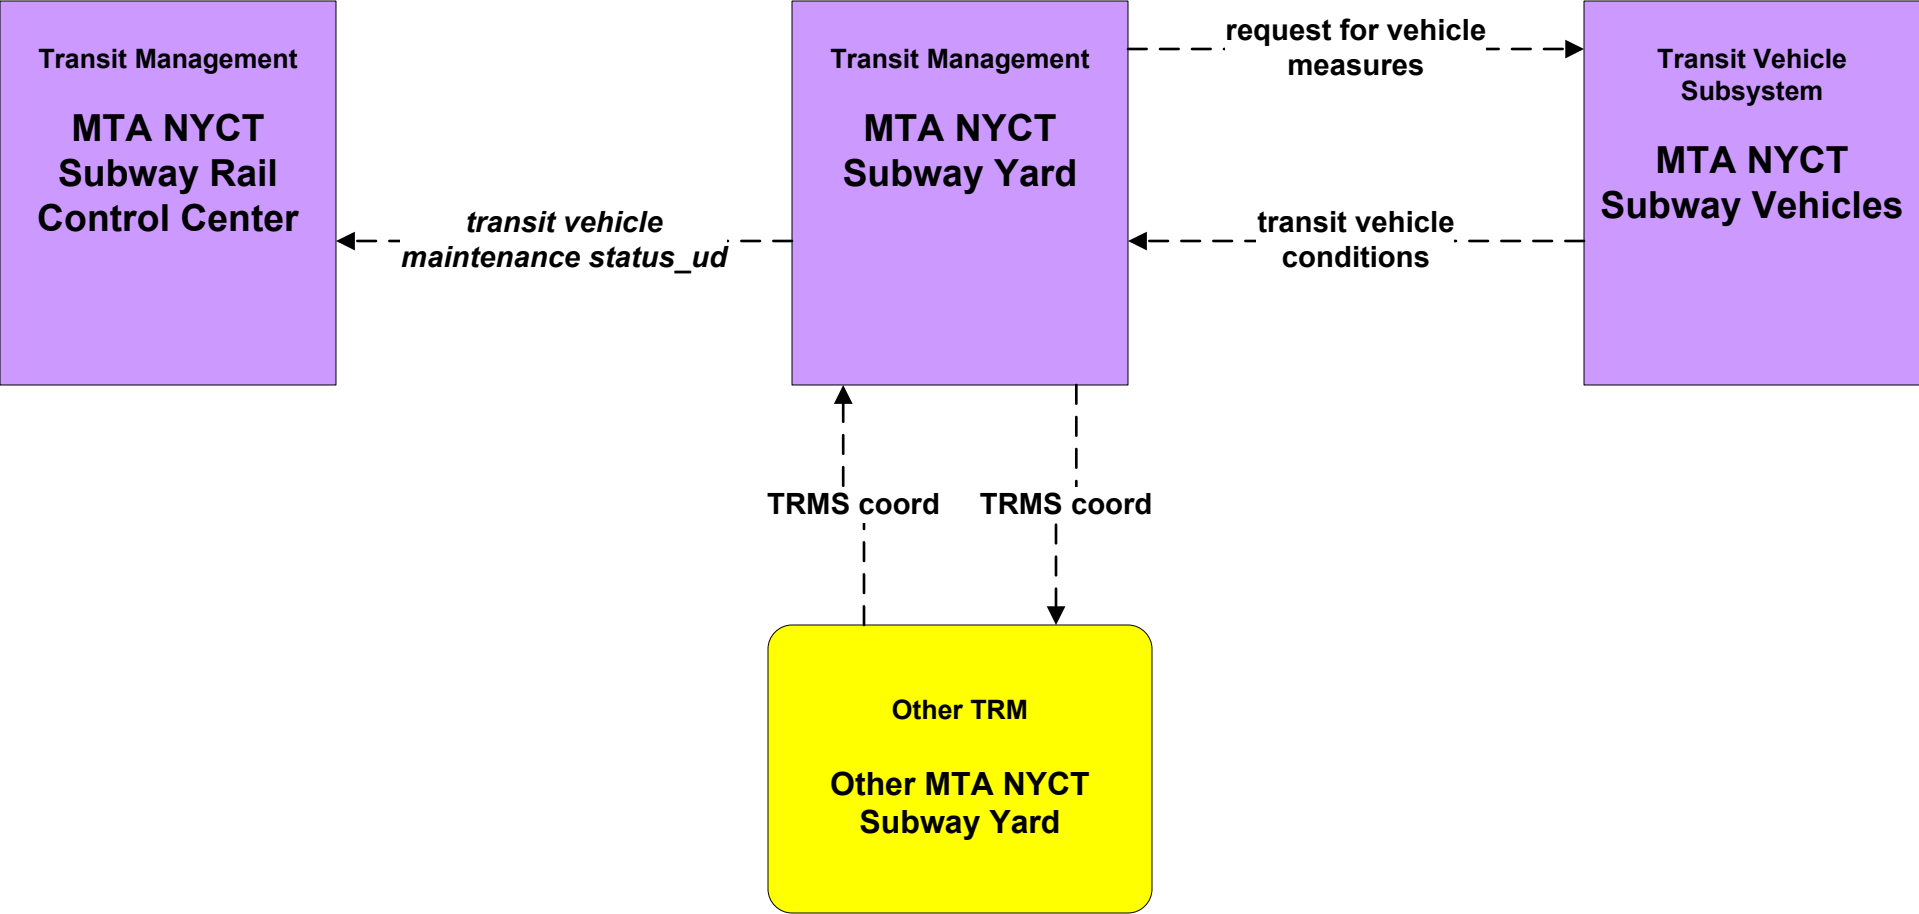 Transit Management
MTA NYCT
Subway Rail
Control Center
transit vehicle
maintenance status_ud
Transit Management
MTA NYCT
Subway Yard
request for vehicle
measures
transit vehicle
conditions
Transit Vehicle
Subsystem
MTA NYCT
Subway Vehicles
TRMS coord
TRMS coord
Other TRM
Other MTA NYCT
Subway Yard